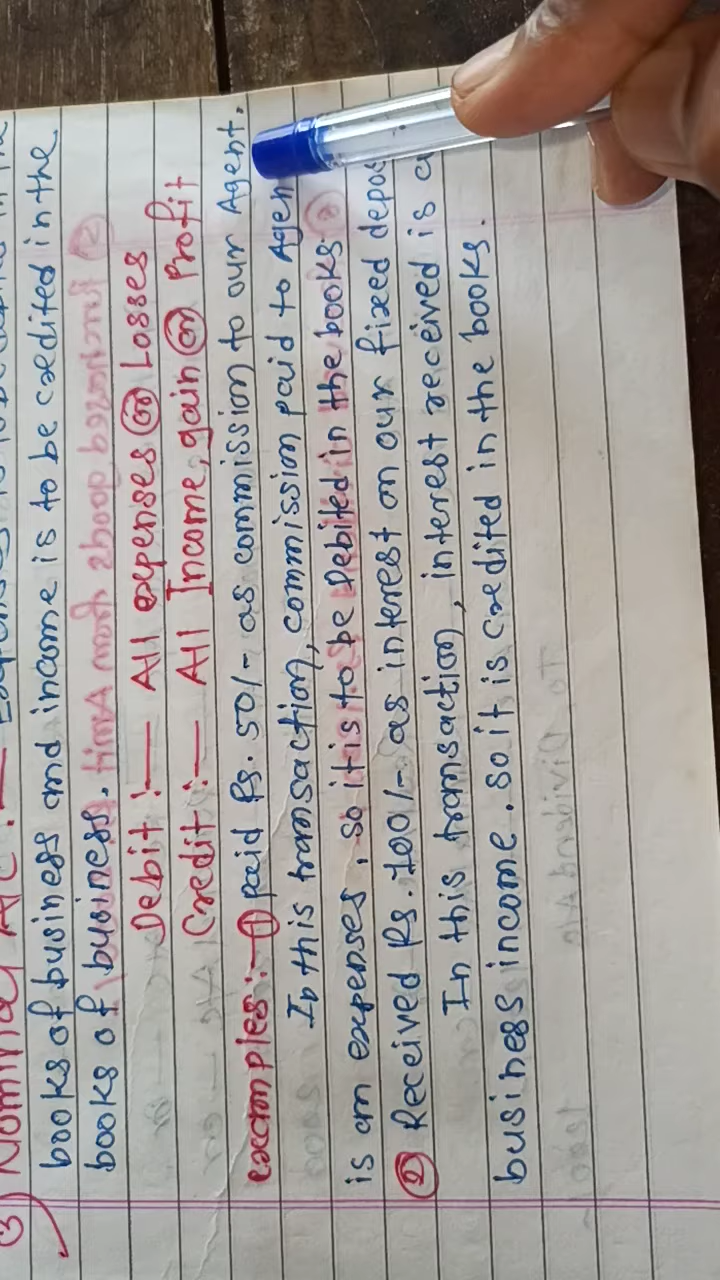 3) Nominal A/C :-
books of business and income is to be credited in the
books of business.
Debit :— All expenses or Losses
Credit :— All Income, gain or Profit
examples :- 1 paid Rs. 50/- as commission to our Agent.
In this transaction, commission paid to Agen
is an expenses, so it is to be Debited in the books.
2 Received Rs. 700/- as interest on our fixed depos
In this transaction, interest received is
business income. so it is credited in the books.